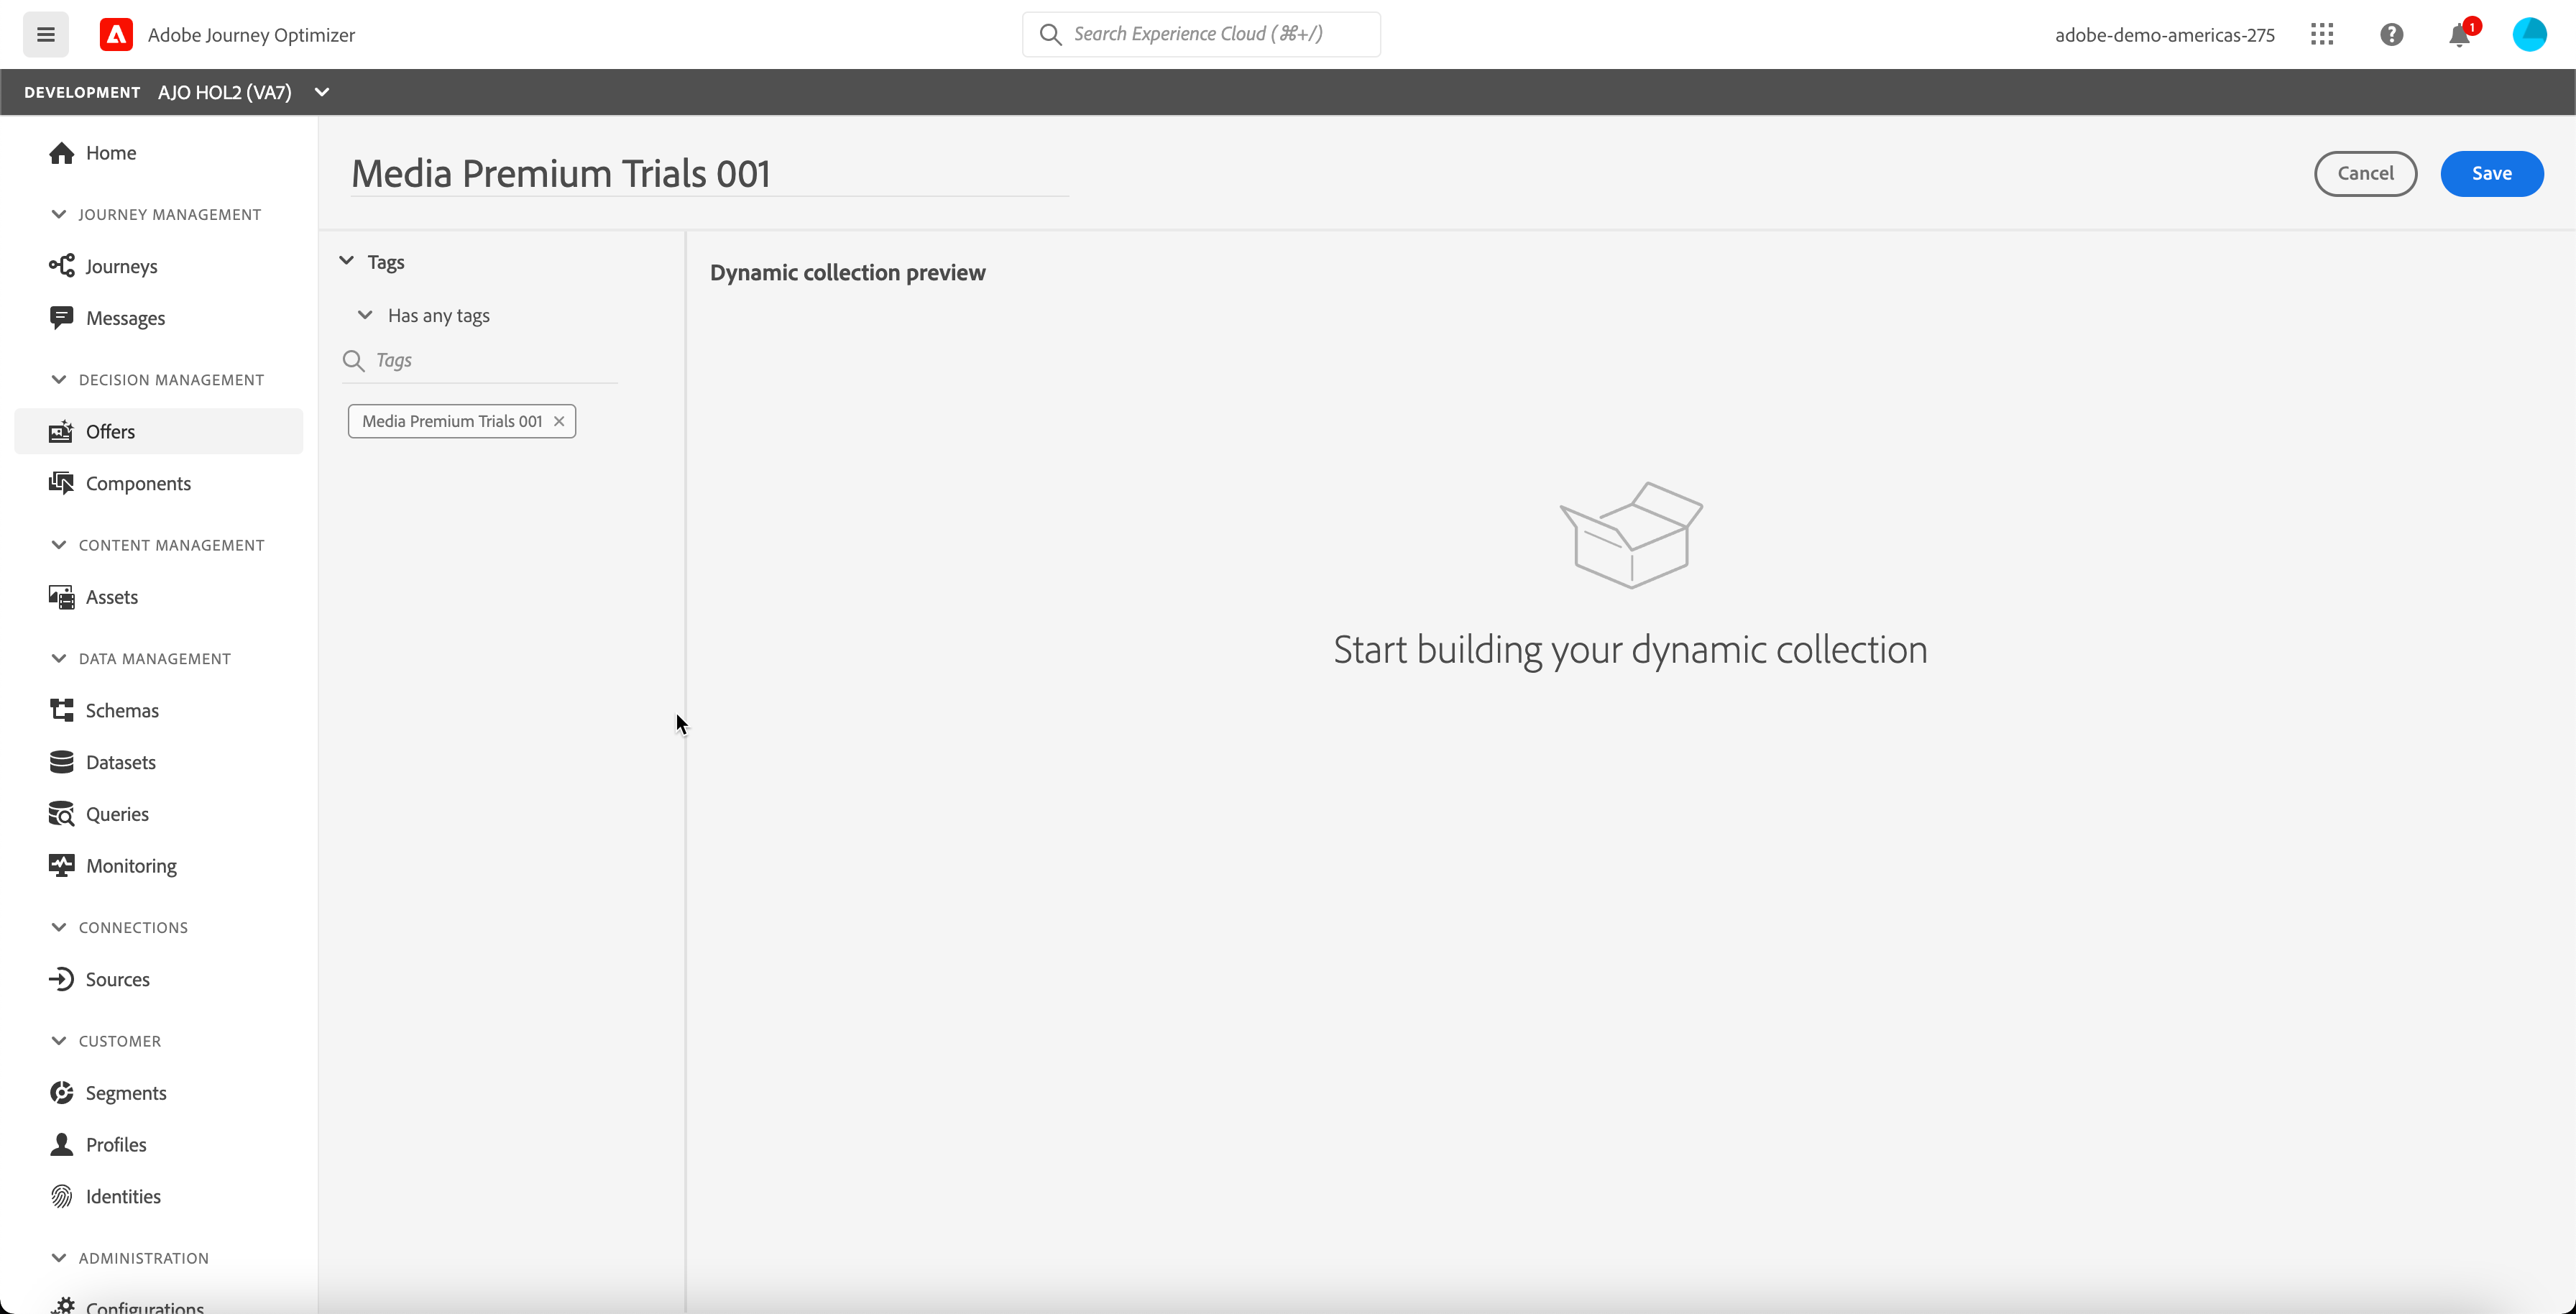 Adobe Journey Optimizer
Search Experience Cloud (⌘+/)
adobe-demo-americas-275
1
DEVELOPMENT AJO HOL2 (VA7)
Home
JOURNEY MANAGEMENT
Journeys
Messages
DECISION MANAGEMENT
Offers
Components
CONTENT MANAGEMENT
Assets
DATA MANAGEMENT
Schemas
Datasets
Queries
Monitoring
CONNECTIONS
Sources
CUSTOMER
Segments
Profiles
Identities
ADMINISTRATION
Configurations
Media Premium Trials 001
Cancel
Save
Tags
Has any tags
Tags
Media Premium Trials 001
Dynamic collection preview
Start building your dynamic collection